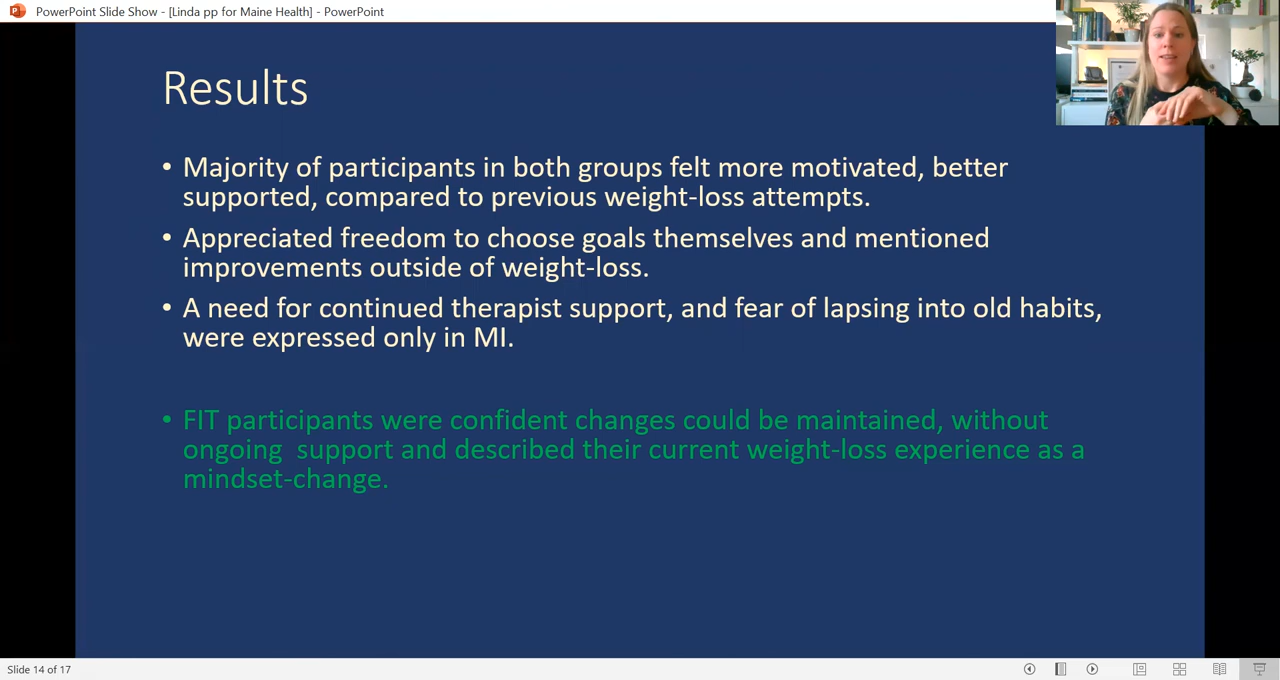 PowerPoint Slide Show - [Linda pp for Maine Health] - PowerPoint
Results
• Majority of participants in both groups felt more motivated, better
supported, compared to previous weight-loss attempts.
• Appreciated freedom to choose goals themselves and mentioned
improvements outside of weight-loss.
• A need for continued therapist support, and fear of lapsing into old habits,
were expressed only in MI.
• FIT participants were confident changes could be maintained, without
ongoing  support and described their current weight-loss experience as a
mindset-change.
Slide 14 of 17